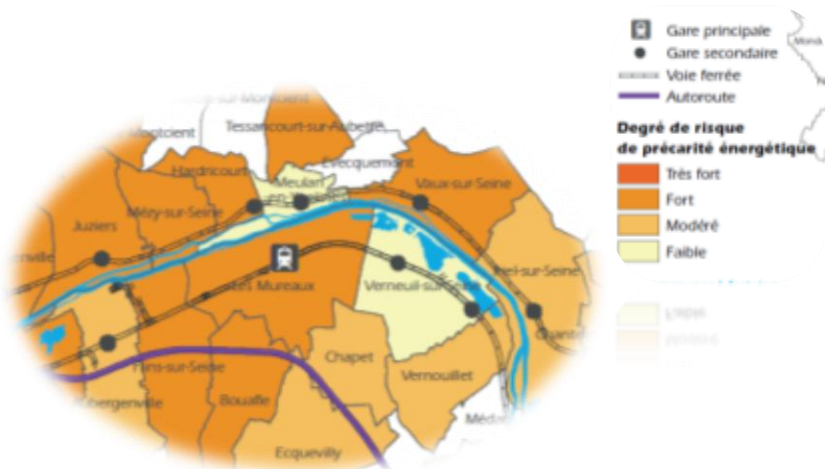 Gare principale
Gare secondaire
Voie ferrée
Autoroute
Degré de risque
de précarité énergétique
Très fort
Fort
Modéré
Faible
Tessancourt-sur-Aubette
Évecquemont
Hardricourt
Meulan
Vaux-sur-Seine
Mézy-sur-Seine
Juziers
Les Mureaux
Verneuil-sur-Seine
Chapet
Vernouillet
Flins-sur-Seine
Bouafle
Ecquevilly